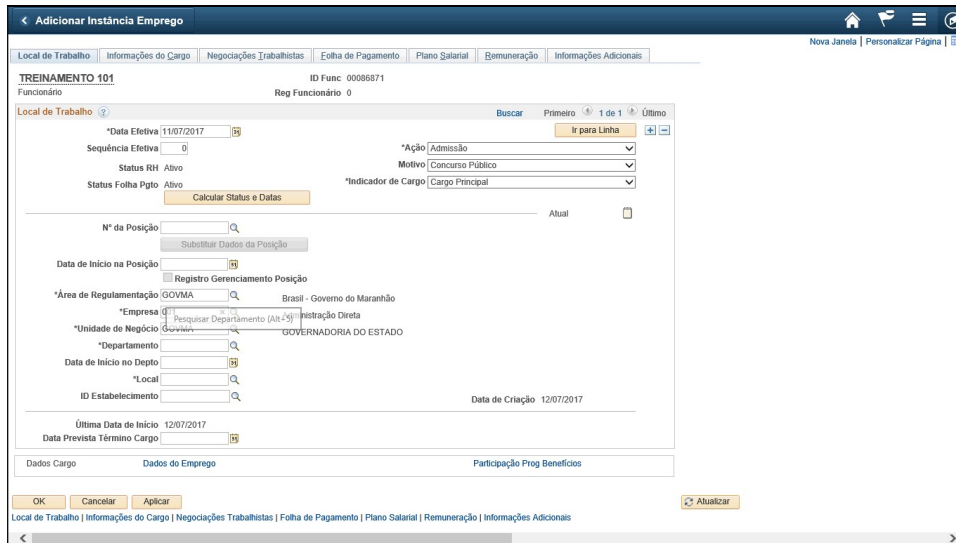 Adicionar Instância Emprego
Nova Janela | Personalizar Página |
Local de Trabalho Informações do Cargo Negociações Trabalhistas Folha de Pagamento Plano Salarial Remuneração Informações Adicionais
TREINAMENTO 101 ID Func 00086871
Funcionário Reg Funcionário 0
Local de Trabalho ? Buscar Primeiro 1 de 1 Último
*Data Efetiva 11/07/2017 Ir para Linha
Sequência Efetiva 0 *Ação Admissão
Status RH Ativo Motivo Concurso Público
Status Folha Pgto Ativo *Indicador de Cargo Cargo Principal
Calcular Status e Datas
Atual
Nº da Posição
Substituir Dados da Posição
Data de Início na Posição
Registro Gerenciamento Posição
*Área de Regulamentação GOVMA Brasil - Governo do Maranhão
*Empresa 001 Administração Direta
Pesquisar Departamento (Alt+5)
*Unidade de Negócio GOVMA GOVERNADORIA DO ESTADO
*Departamento
Data de Início no Depto
*Local
ID Estabelecimento Data de Criação 12/07/2017
Última Data de Início 12/07/2017
Data Prevista Término Cargo
Dados Cargo Dados do Emprego Participação Prog Benefícios
OK Cancelar Aplicar Atualizar
Local de Trabalho | Informações do Cargo | Negociações Trabalhistas | Folha de Pagamento | Plano Salarial | Remuneração | Informações Adicionais